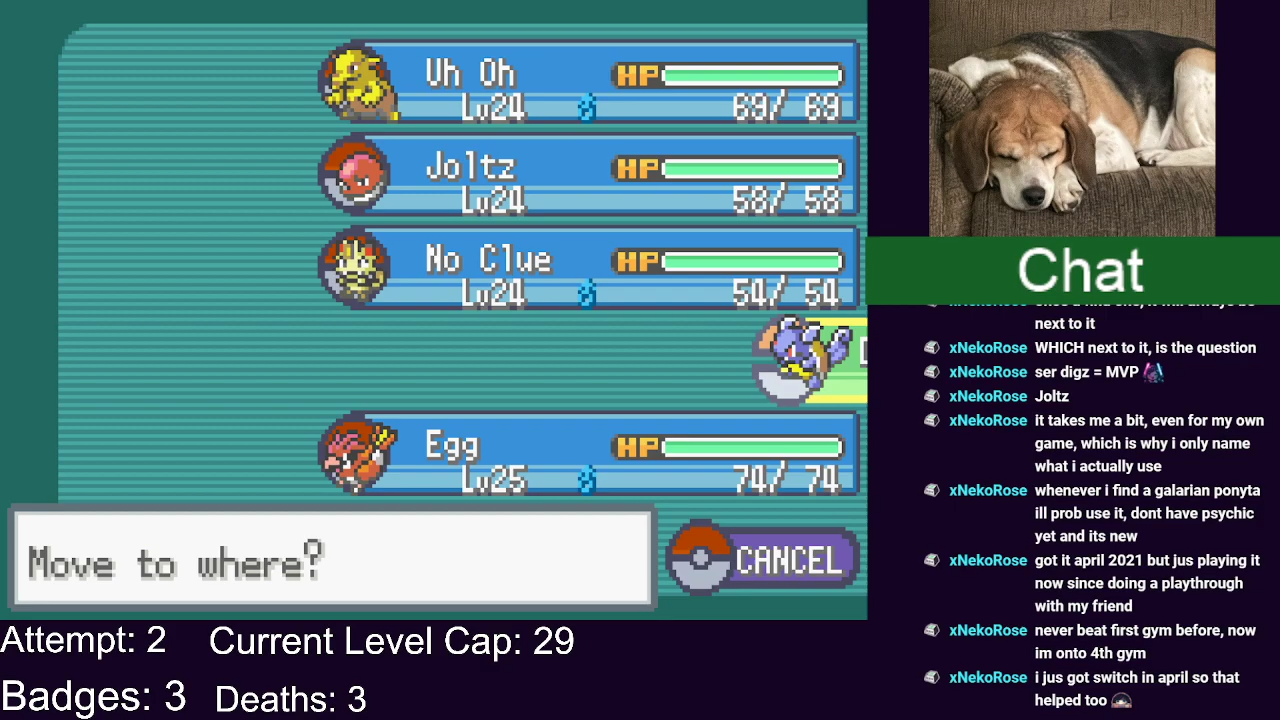 Uh Oh
HP
Lv24
69/ 69
Joltz
HP
Lv24
58/ 58
No Clue
HP
Lv24
54/ 54
Egg
HP
Lv25
74/ 74
Move to where?
CANCEL
Attempt: 2
Current Level Cap: 29
Badges: 3
Deaths: 3
Chat
next to it
xNekoRose WHICH next to it, is the question
xNekoRose ser digz = MVP
xNekoRose Joltz
xNekoRose it takes me a bit, even for my own
game, which is why i only name
what i actually use
xNekoRose whenever i find a galarian ponyta
ill prob use it, dont have psychic
yet and its new
xNekoRose got it april 2021 but jus playing it
now since doing a playthrough
with my friend
xNekoRose never beat first gym before, now
im onto 4th gym
xNekoRose i jus got switch in april so that
helped too